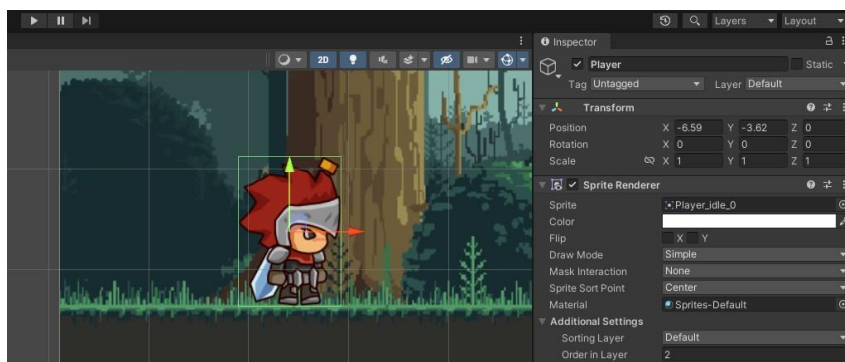 Layers Layout
2D
Inspector
Player Static
Tag Untagged Layer Default
Transform
Position X -6.59 Y -3.62 Z 0
Rotation X 0 Y 0 Z 0
Scale X 1 Y 1 Z 1
Sprite Renderer
Sprite Player_idle_0
Color
Flip X Y
Draw Mode Simple
Mask Interaction None
Sprite Sort Point Center
Material Sprites-Default
Additional Settings
Sorting Layer Default
Order in Layer 2